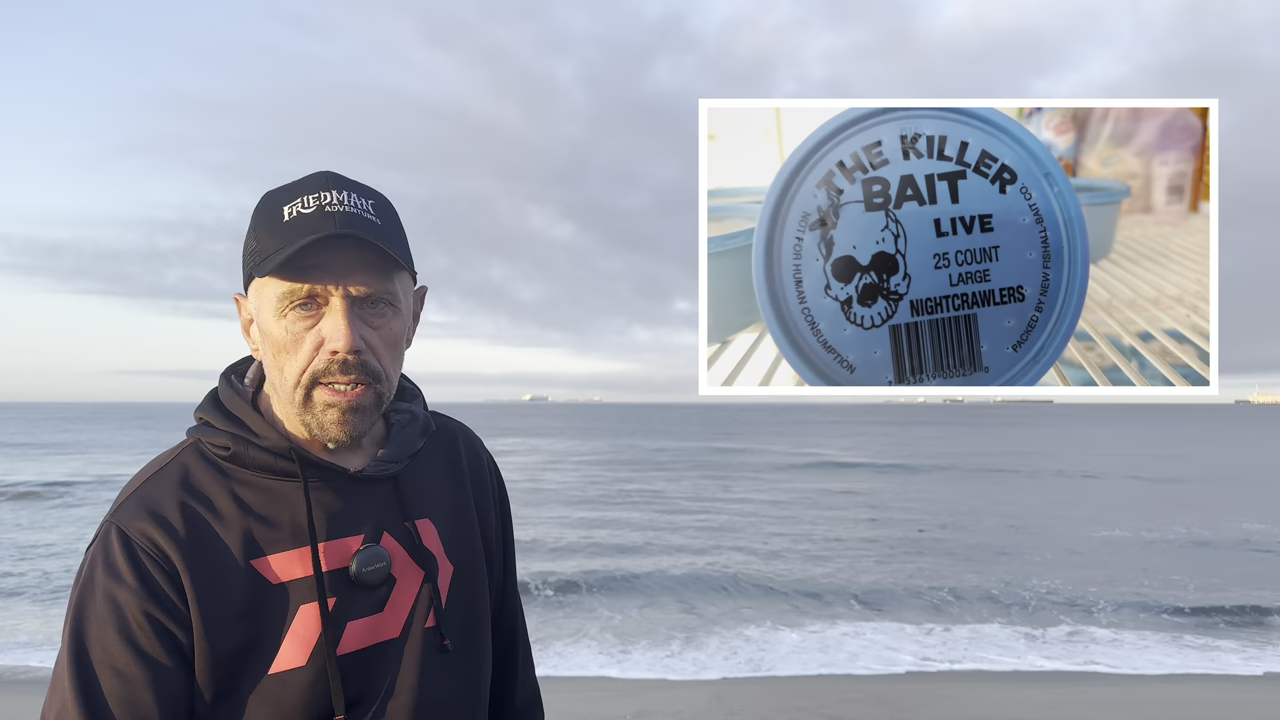 FRIEDMAN
ADVENTURES
THE KILLER
BAIT
LIVE
25 COUNT
LARGE
NIGHTCRAWLERS
NOT FOR HUMAN CONSUMPTION
PACKED BY NEW FISHALL-BAIT CO.